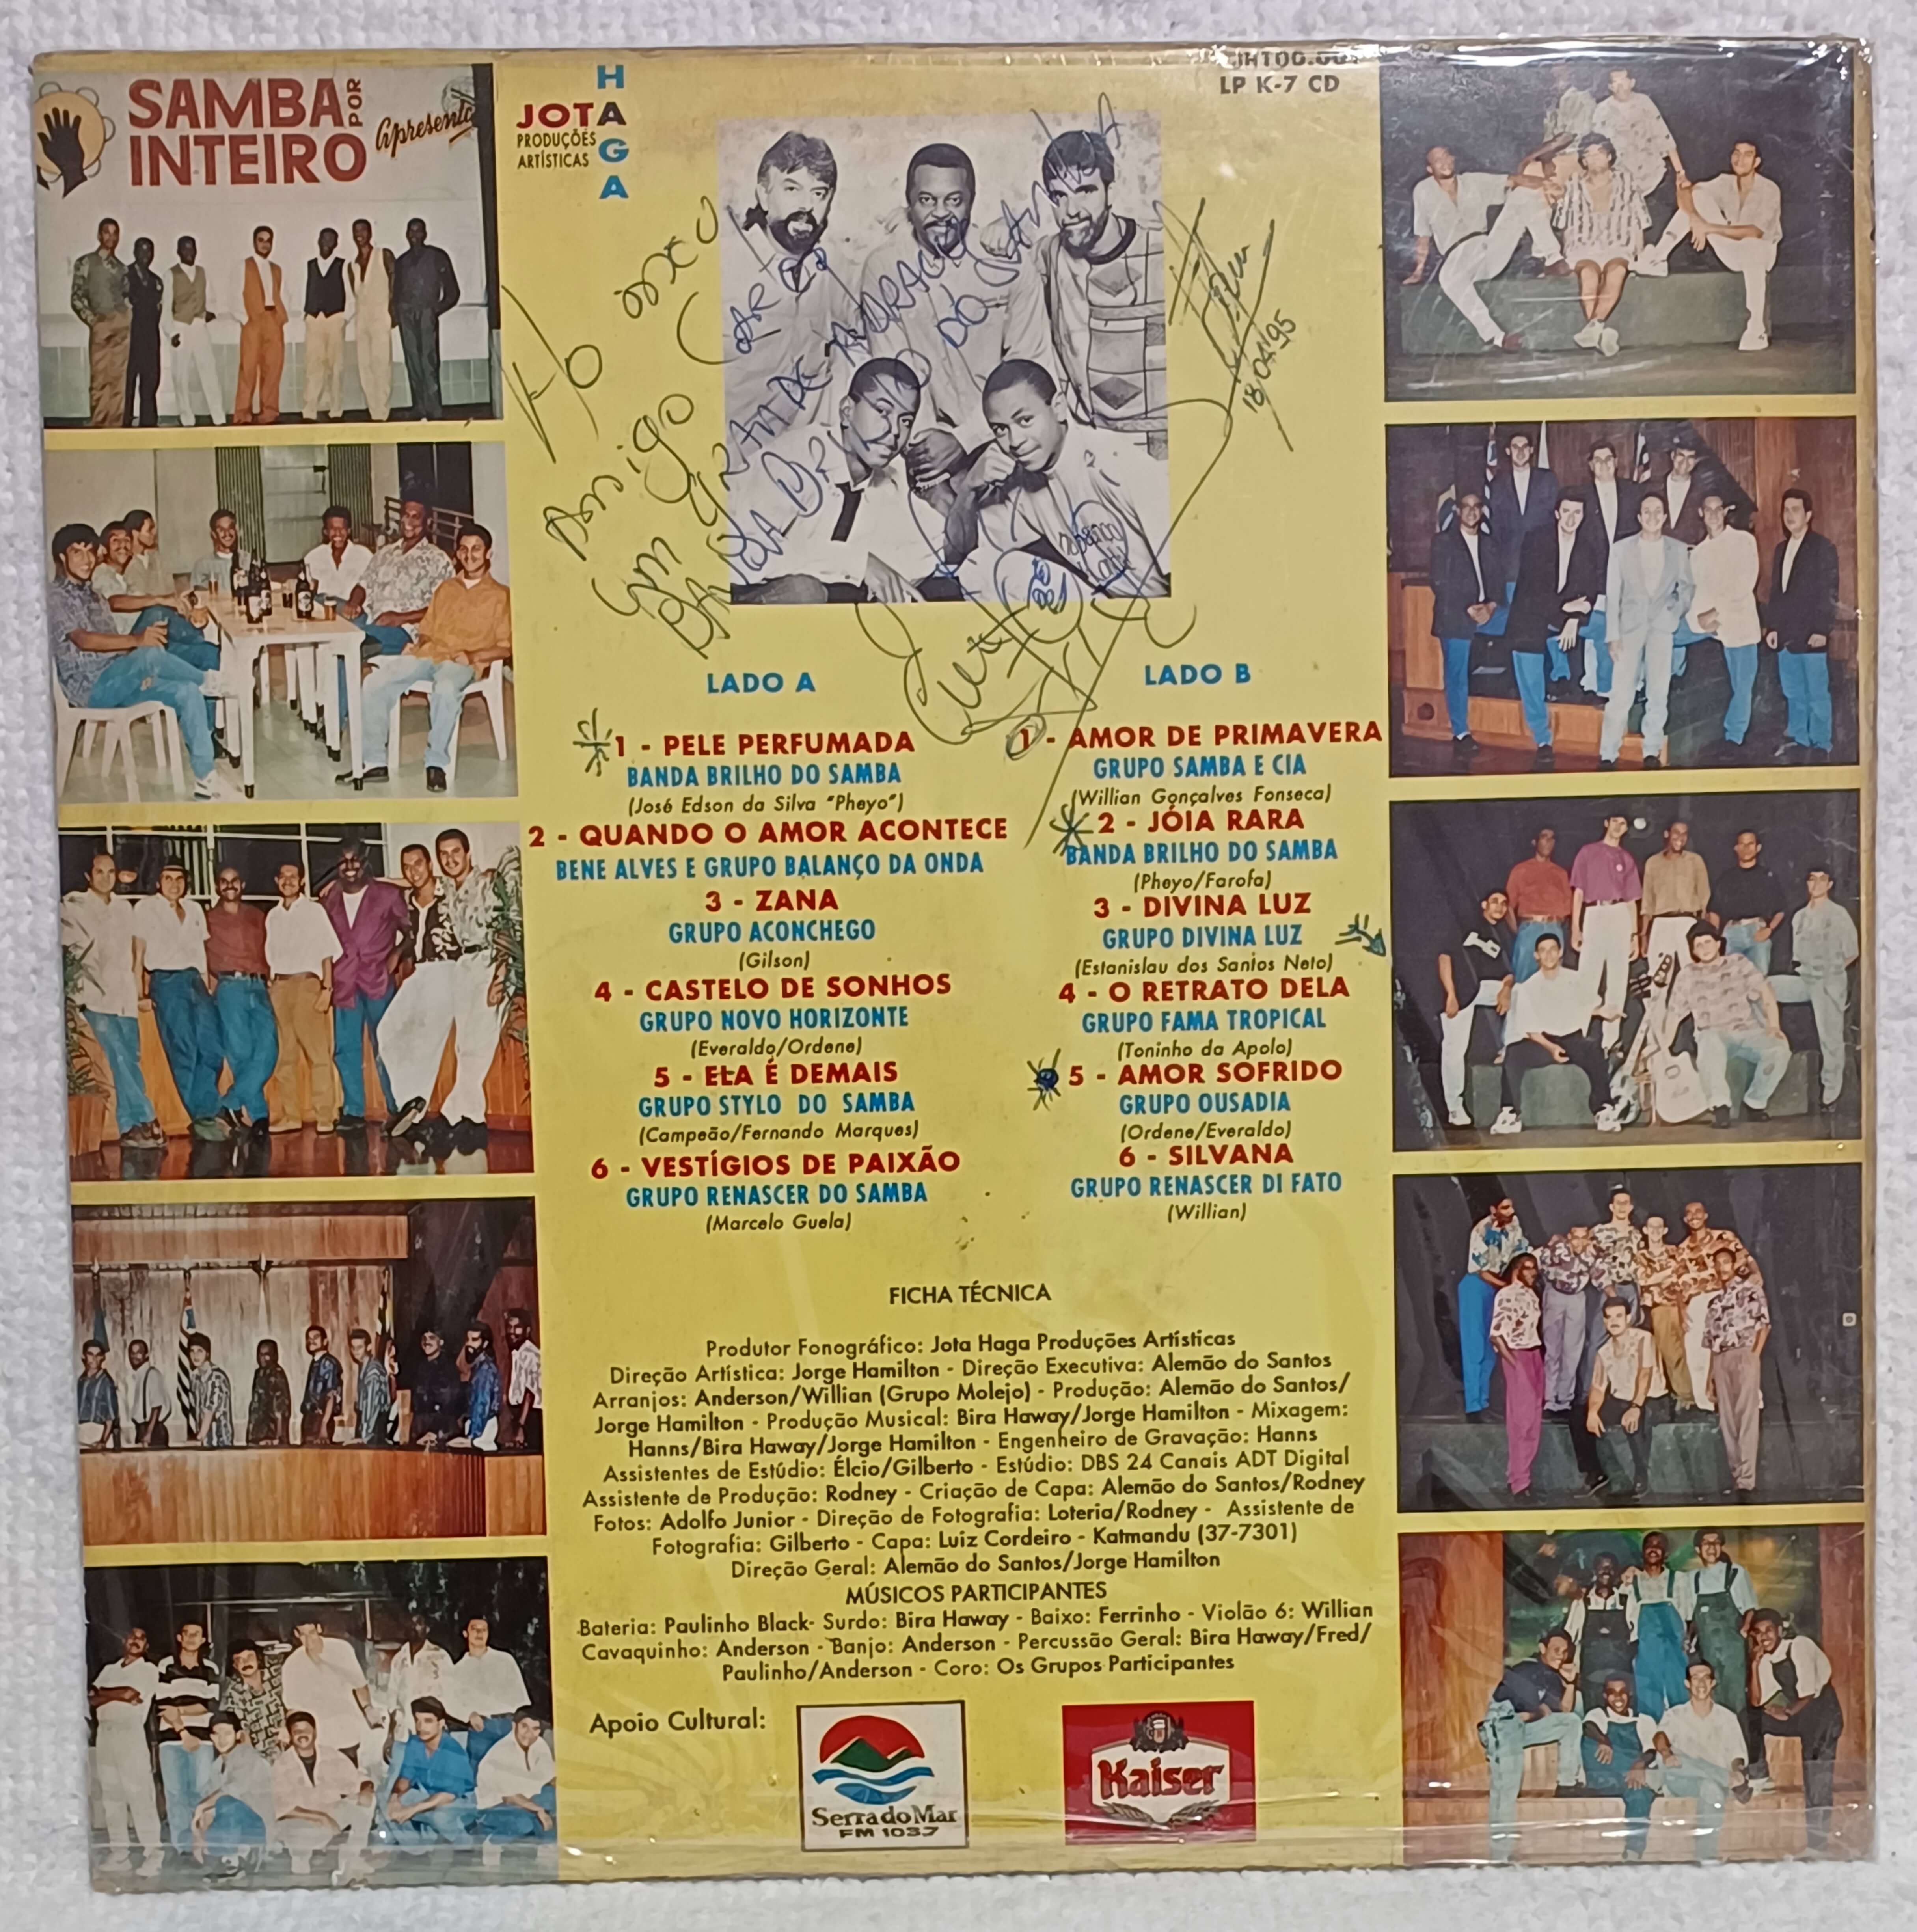 SAMBA POR
INTEIRO Apresenta
HAGA
JOTA
PRODUÇÕES
ARTÍSTICAS
LP K-7 CD
Ao
Amigo
GRANDE ABRAÇO
BANDA BRILHO DO SAMBA
LADO A
1 - PELE PERFUMADA
BANDA BRILHO DO SAMBA
(José Edson da Silva "Pheyo")
2 - QUANDO O AMOR ACONTECE
BENE ALVES E GRUPO BALANÇO DA ONDA
3 - ZANA
GRUPO ACONCHEGO
(Gilson)
4 - CASTELO DE SONHOS
GRUPO NOVO HORIZONTE
(Everaldo/Ordene)
5 - ELA É DEMAIS
GRUPO STYLO DO SAMBA
(Campeão/Fernando Marques)
6 - VESTÍGIOS DE PAIXÃO
GRUPO RENASCER DO SAMBA
(Marcelo Guela)
LADO B
1 - AMOR DE PRIMAVERA
GRUPO SAMBA E CIA
(Willian Gonçalves Fonseca)
2 - JÓIA RARA
BANDA BRILHO DO SAMBA
(Pheyo/Farofa)
3 - DIVINA LUZ
GRUPO DIVINA LUZ
(Estanislau dos Santos Neto)
4 - O RETRATO DELA
GRUPO FAMA TROPICAL
(Toninho da Apolo)
5 - AMOR SOFRIDO
GRUPO OUSADIA
(Ordene/Everaldo)
6 - SILVANA
GRUPO RENASCER DI FATO
(Willian)
FICHA TÉCNICA
Produtor Fonográfico: Jota Haga Produções Artísticas
Direção Artística: Jorge Hamilton - Direção Executiva: Alemão do Santos
Arranjos: Anderson/Willian (Grupo Molejo) - Produção: Alemão do Santos/
Jorge Hamilton - Produção Musical: Bira Haway/Jorge Hamilton - Mixagem:
Hanns/Bira Haway/Jorge Hamilton - Engenheiro de Gravação: Hanns
Assistentes de Estúdio: Élcio/Gilberto - Estúdio: DBS 24 Canais ADT Digital
Assistente de Produção: Rodney - Criação de Capa: Alemão do Santos/Rodney
Fotos: Adolfo Junior - Direção de Fotografia: Loteria/Rodney - Assistente de
Fotografia: Gilberto - Capa: Luiz Cordeiro - Katmandu (37-7301)
Direção Geral: Alemão do Santos/Jorge Hamilton
MÚSICOS PARTICIPANTES
Bateria: Paulinho Black- Surdo: Bira Haway - Baixo: Ferrinho - Violão 6: Willian
Cavaquinho: Anderson - Banjo: Anderson - Percussão Geral: Bira Haway/Fred/
Paulinho/Anderson - Coro: Os Grupos Participantes
Apoio Cultural:
Serra do Mar
FM 103,7
Kaiser